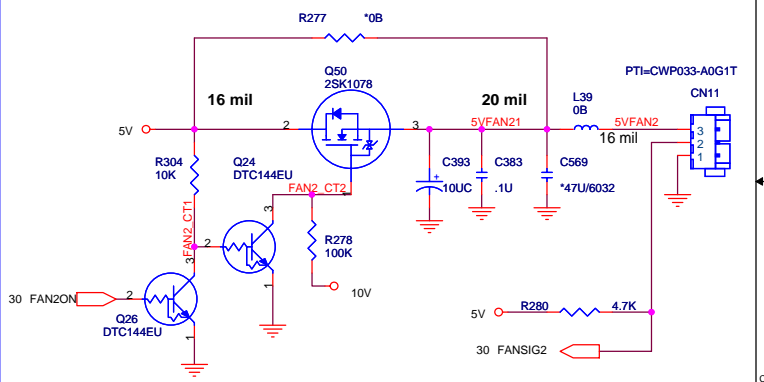 R277 *0B
Q50
2SK1078
PTI=CWP033-A0G1T
CN11
16 mil
20 mil
L39
0B
5V
2
3
5VFAN21
5VFAN2
16 mil
3
2
1
R304
10K
Q24
DTC144EU
C393
+
10UC
C383
.1U
C569
*47U/6032
FAN2_CT2
1
FAN2_CT1
3
2
3
R278
100K
1
10V
30 FAN2ON
2
Q26
DTC144EU
1
5V
R280 4.7K
30 FANSIG2